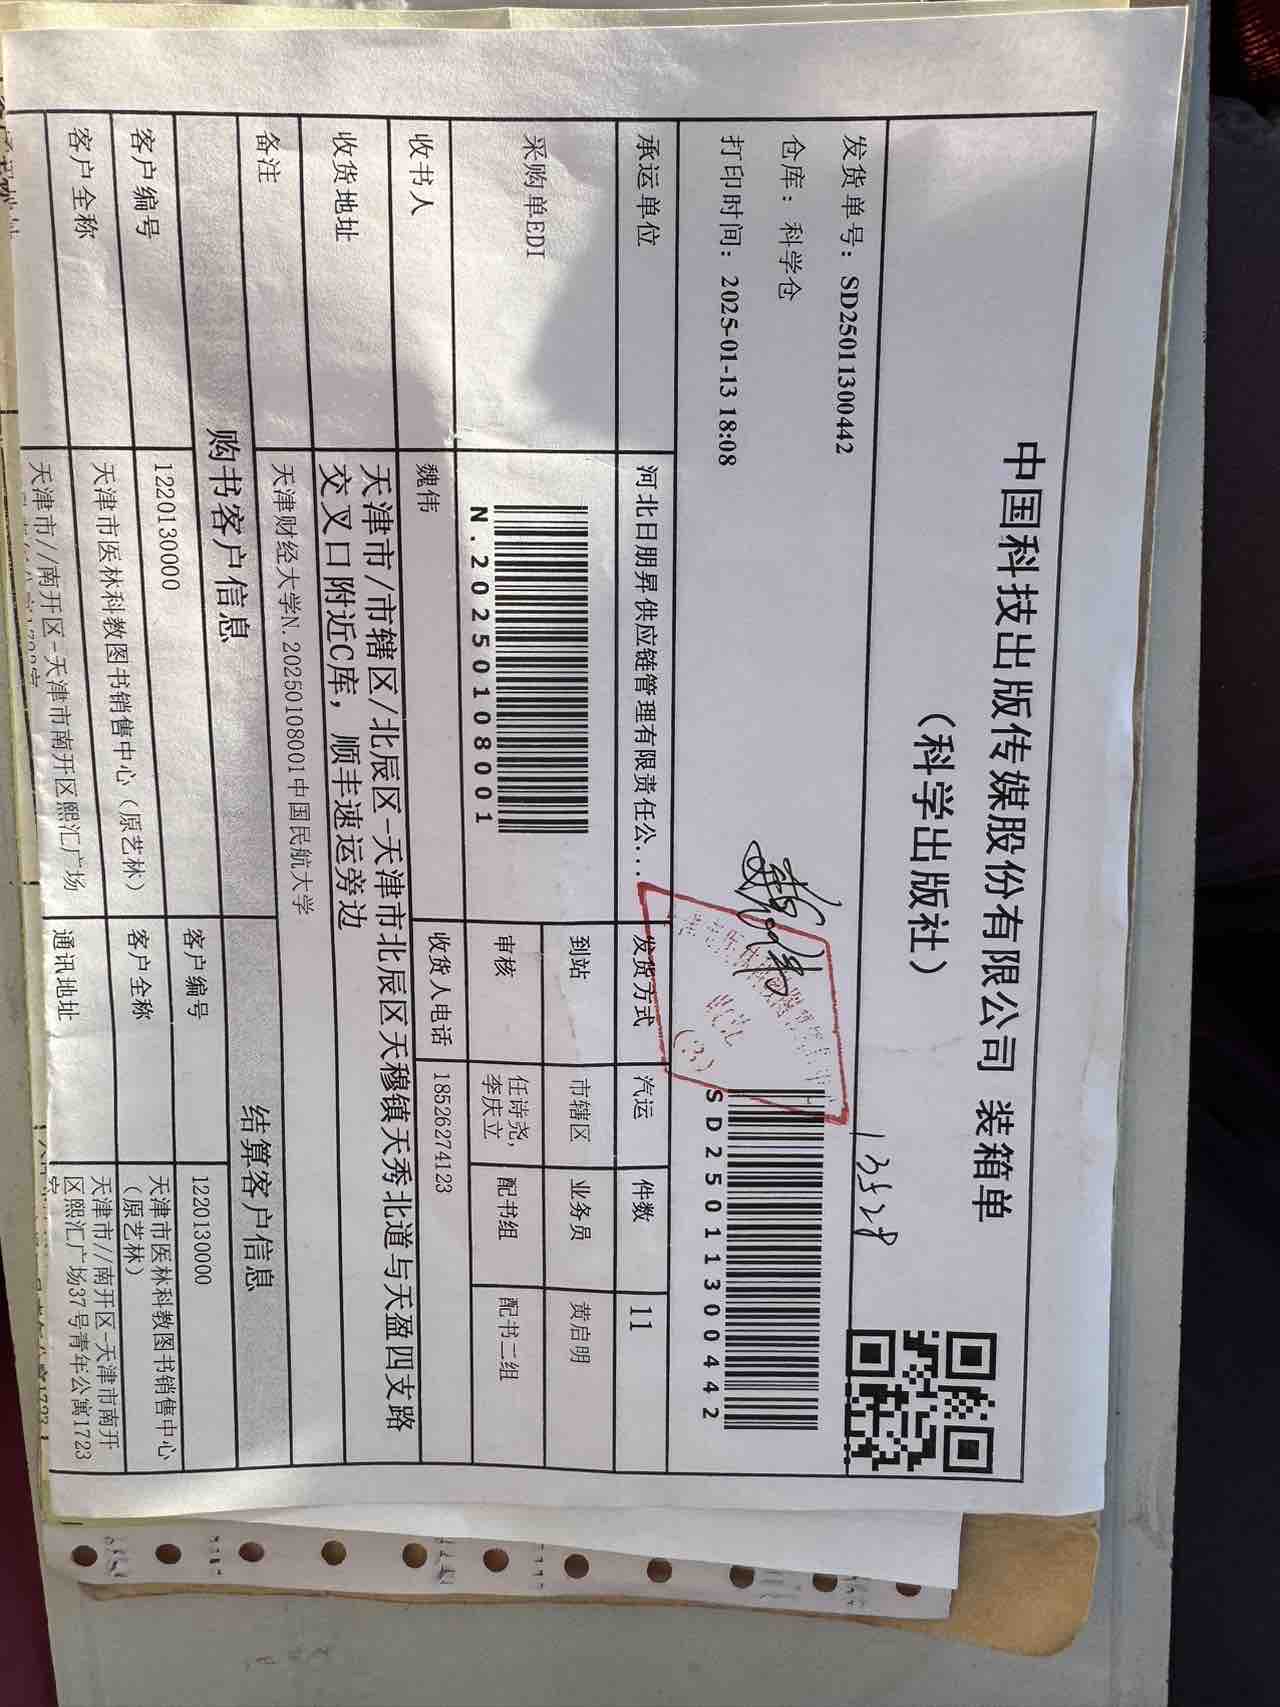 中国科技出版传媒股份有限公司 装箱单
（科学出版社）
发货单号：SD25011300442
仓库：科学仓
打印时间：2025-01-13 18:08
SD25011300442
承运单位 河北日朋昇供应链管理有限责任公... 发货方式 汽运 件数 11
采购单EDI N.20250108001 到站 市辖区 业务员 黄启明
审核 任诗尧,李庆立 配书组 配书二组
收书人 魏伟 收货人电话 18526274123
收货地址 天津市/市辖区/北辰区-天津市北辰区天穆镇天秀北道与天盈四支路
交叉口附近C库，顺丰速运旁边
备注 天津财经大学N.20250108001中国民航大学
购书客户信息 结算客户信息
客户编号 1220130000 客户编号 1220130000
客户全称 天津市医林科教图书销售中心（原艺林） 客户全称 天津市医林科教图书销售中心
（原艺林）
天津市//南开区-天津市南开区熙汇广场 通讯地址 天津市//南开区-天津市南开
区熙汇广场37号青年公寓1723